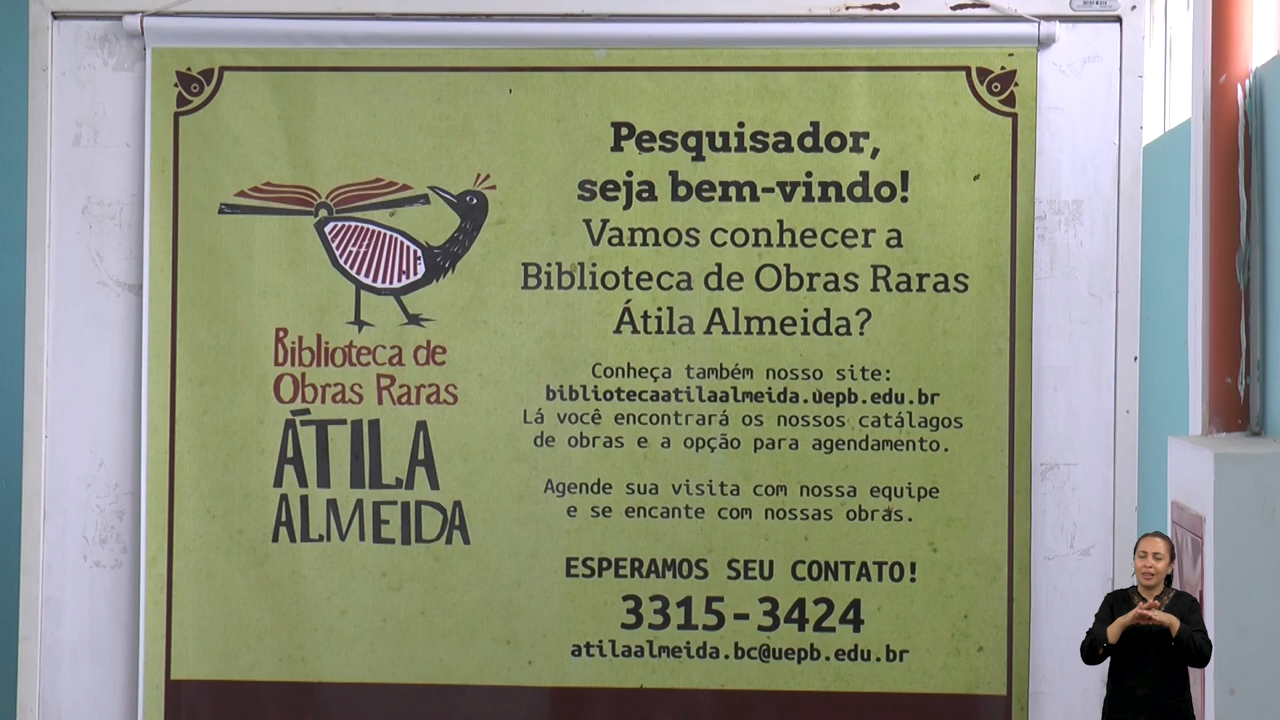 Biblioteca de
Obras Raras
ÁTILA
ALMEIDA
Pesquisador,
seja bem-vindo!
Vamos conhecer a
Biblioteca de Obras Raras
Átila Almeida?
Conheça também nosso site:
bibliotecaatilaalmeida.uepb.edu.br
Lá você encontrará os nossos catálagos
de obras e a opção para agendamento.
Agende sua visita com nossa equipe
e se encante com nossas obras.
ESPERAMOS SEU CONTATO!
3315-3424
atilaalmeida.bc@uepb.edu.br